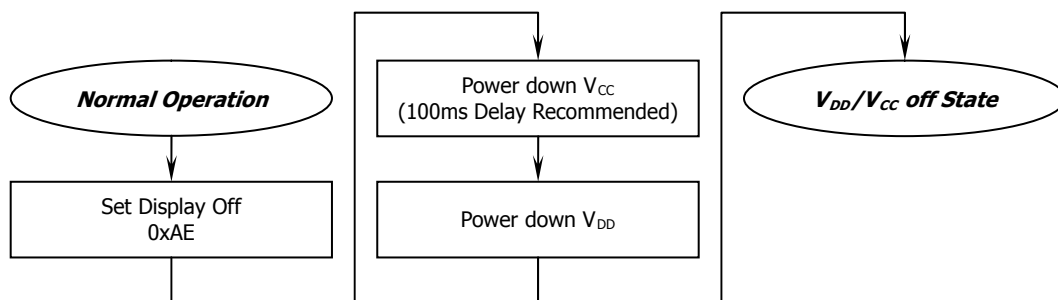 Normal Operation
Set Display Off
0xAE
Power down VCC
(100ms Delay Recommended)
Power down VDD
VDD/VCC off State